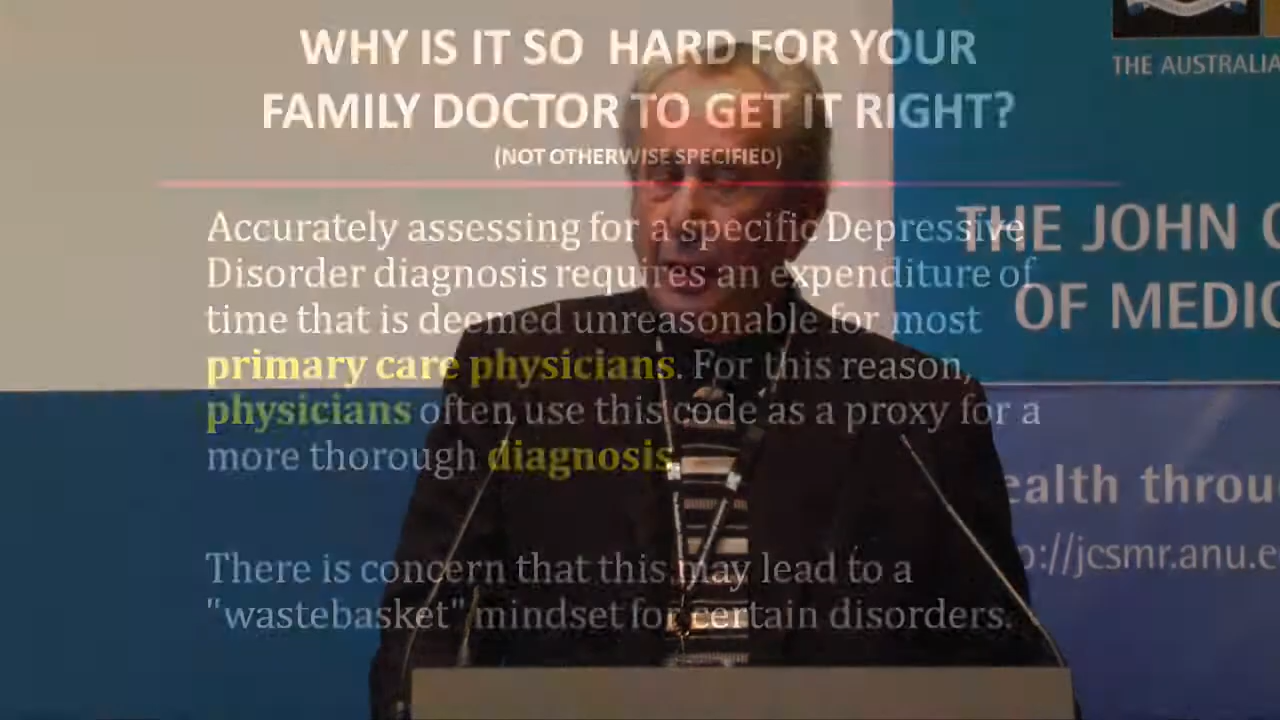 WHY IS IT SO HARD FOR YOUR
FAMILY DOCTOR TO GET IT RIGHT?
(NOT OTHERWISE SPECIFIED)
Accurately assessing for a specific Depressive
Disorder diagnosis requires an expenditure of
time that is deemed unreasonable for most
primary care physicians. For this reason,
physicians often use this code as a proxy for a
more thorough diagnosis.
There is concern that this may lead to a
"wastebasket" mindset for certain disorders.
THE AUSTRALIA
THE JOHN C
OF MEDIC
ealth throu
p://jcsmr.anu.e